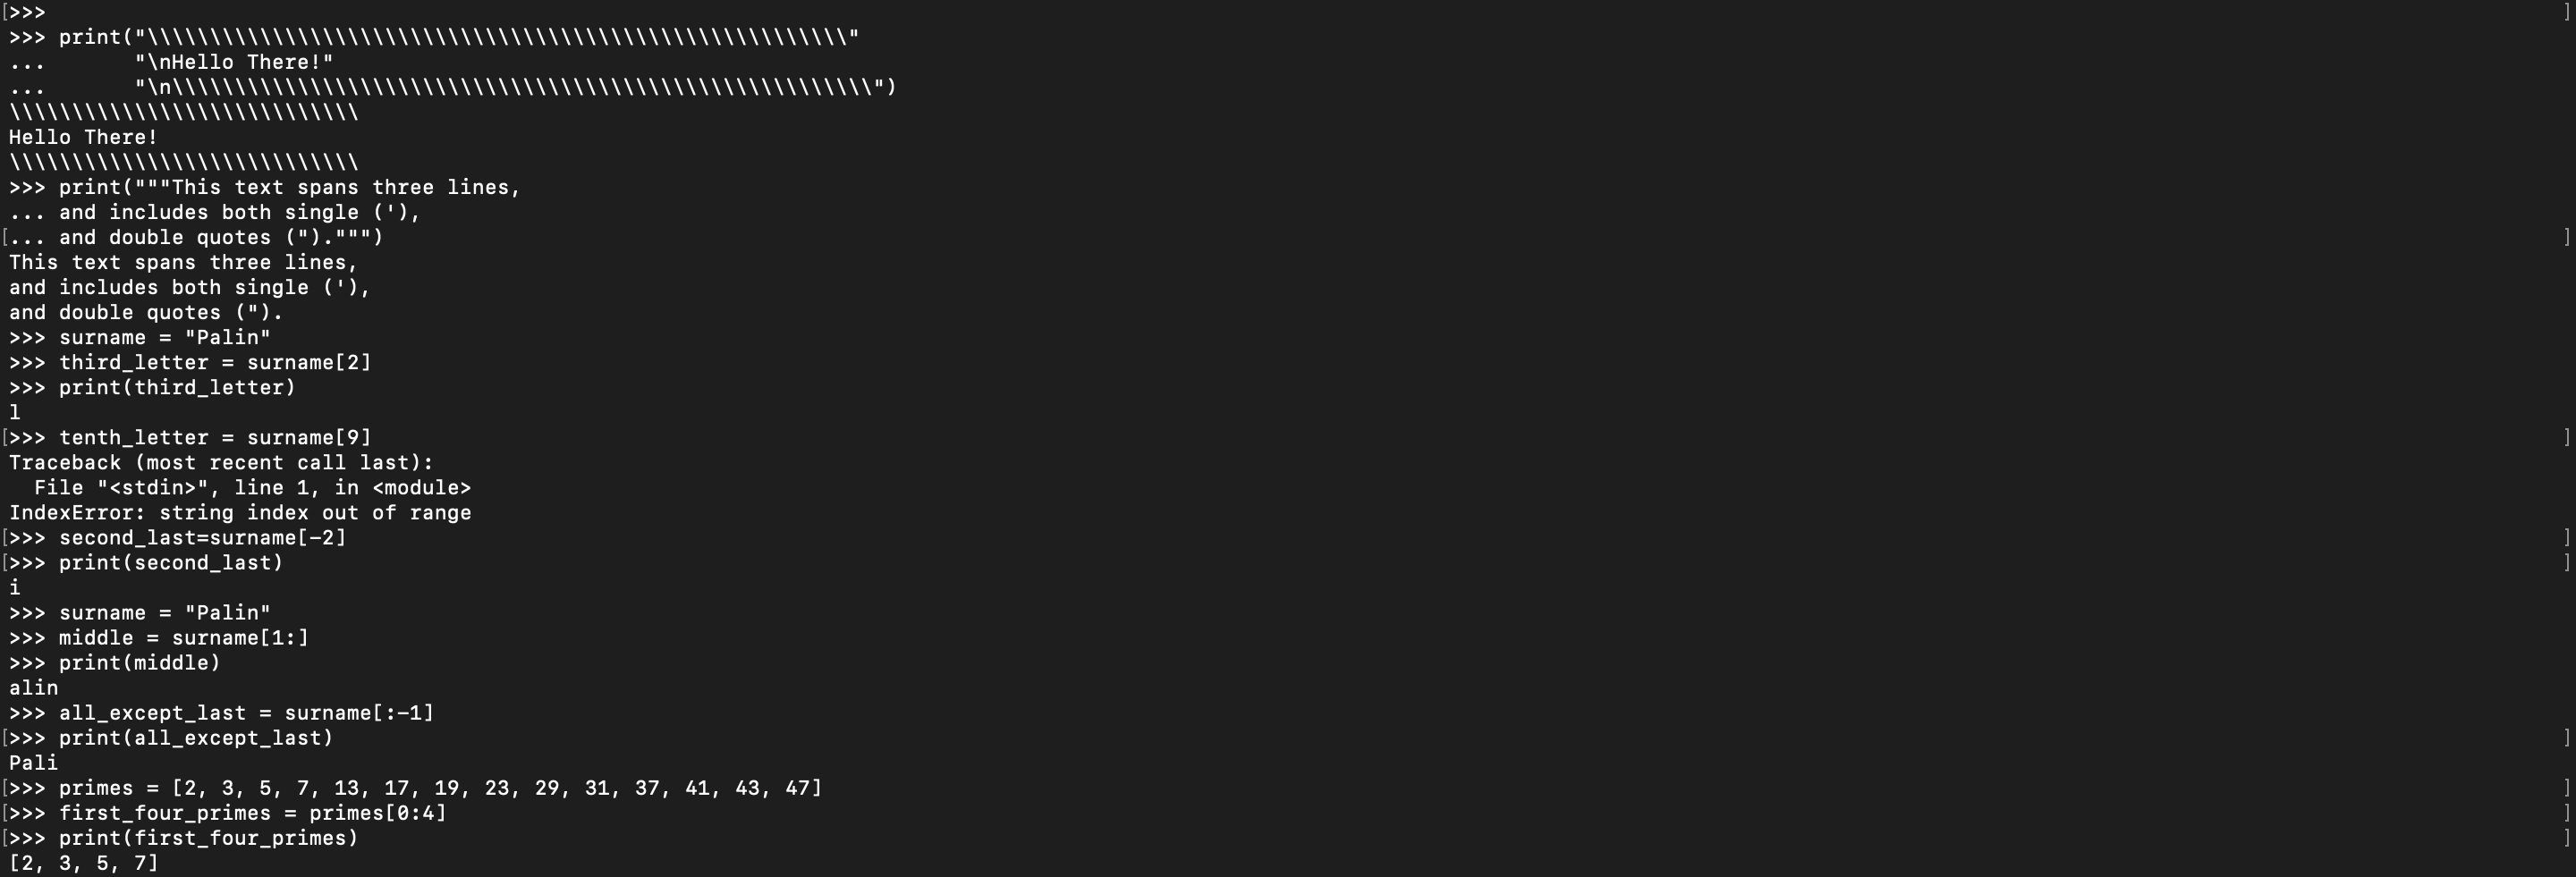 [>>> ]
>>> print("\\\\\\\\\\\\\\\\\\\\\\\\\\\\\\\\\\\\\\\\\\\\\\\\\\\\\\\\"
...       "\nHello There!"
...       "\n\\\\\\\\\\\\\\\\\\\\\\\\\\\\\\\\\\\\\\\\\\\\\\\\\\\\\\\\")
\\\\\\\\\\\\\\\\\\\\\\\\\\\\
Hello There!
\\\\\\\\\\\\\\\\\\\\\\\\\\\\
>>> print("""This text spans three lines,
... and includes both single ('),
[... and double quotes (").""") ]
This text spans three lines,
and includes both single ('),
and double quotes (").
>>> surname = "Palin"
>>> third_letter = surname[2]
>>> print(third_letter)
l
[>>> tenth_letter = surname[9] ]
Traceback (most recent call last):
  File "<stdin>", line 1, in <module>
IndexError: string index out of range
[>>> second_last=surname[-2] ]
[>>> print(second_last) ]
i
>>> surname = "Palin"
>>> middle = surname[1:]
>>> print(middle)
alin
>>> all_except_last = surname[:-1]
[>>> print(all_except_last) ]
Pali
[>>> primes = [2, 3, 5, 7, 13, 17, 19, 23, 29, 31, 37, 41, 43, 47] ]
[>>> first_four_primes = primes[0:4] ]
[>>> print(first_four_primes) ]
[2, 3, 5, 7]